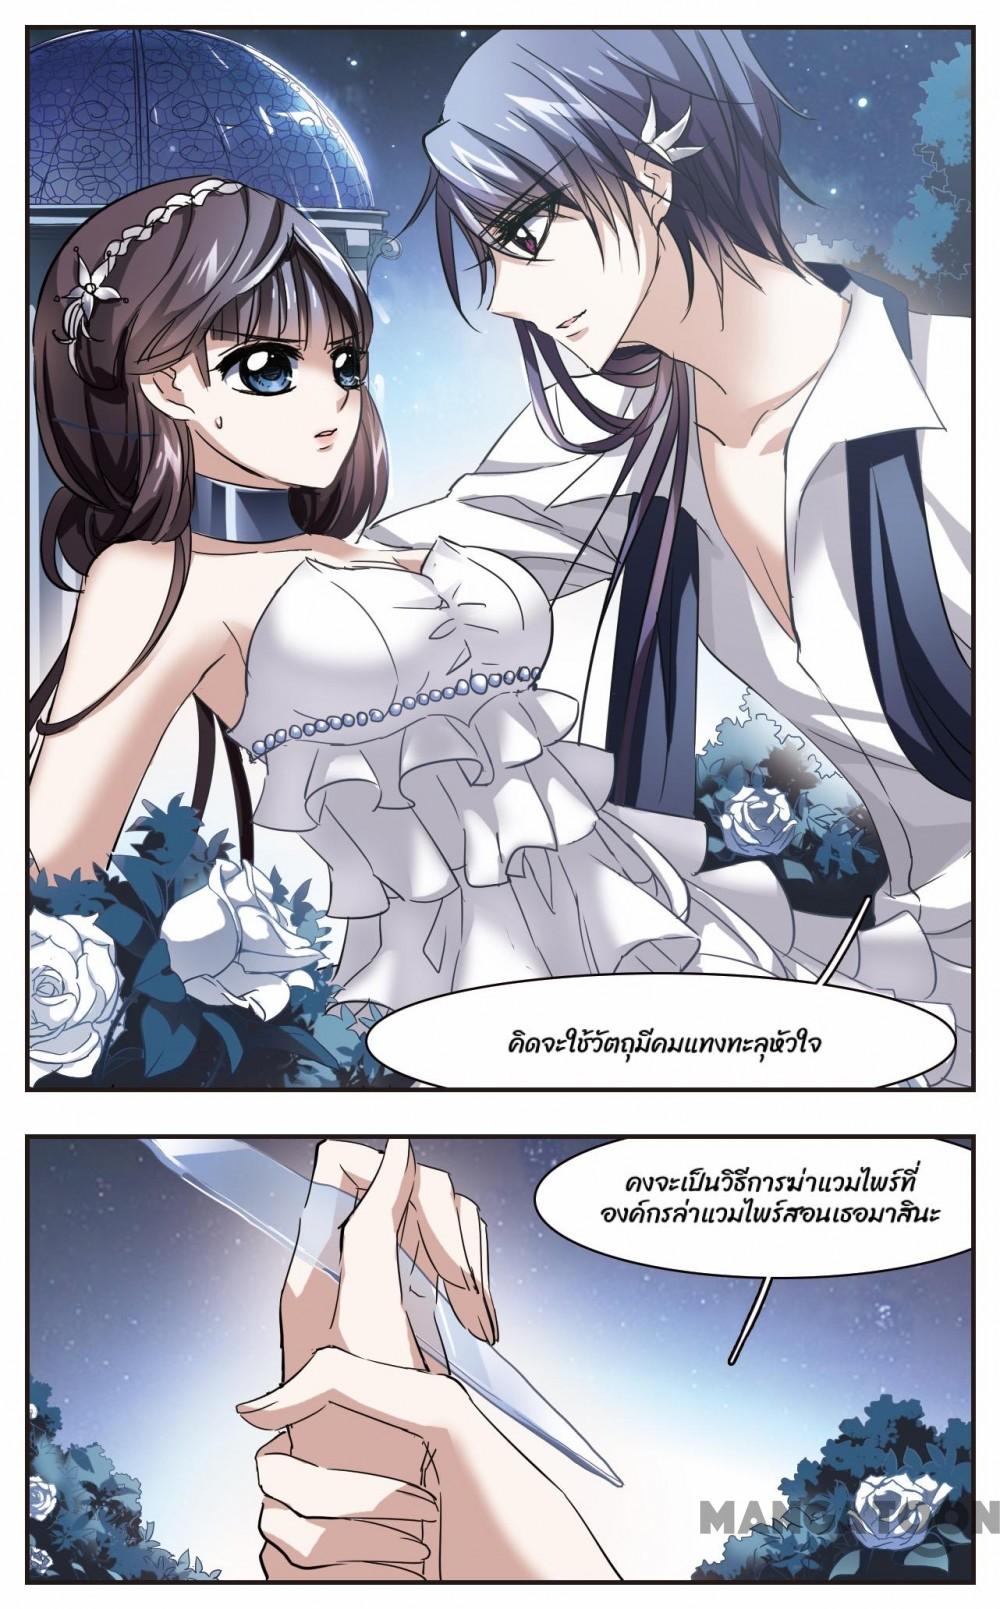 คิดจะใช้วัตถุมีคมแทงทะลุหัวใจ
คงจะเป็นวิธีการฆ่าแวมไพร์ที่
องค์กรล่าแวมไพร์สอนเธอมาสินะ
MANGATOON